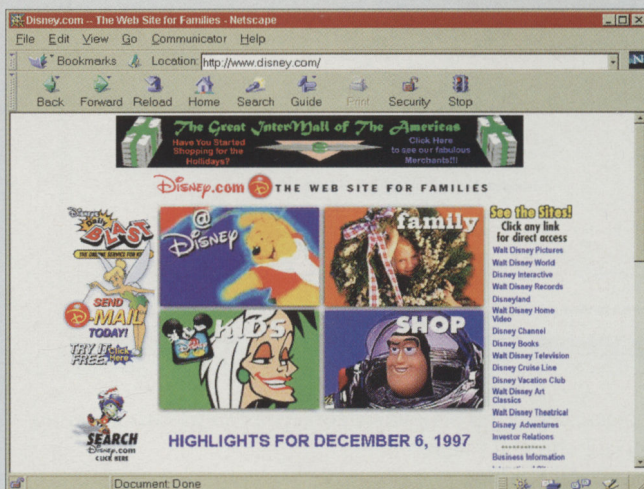 Disney.com -- The Web Site for Families - Netscape
File Edit View Go Communicator Help
Bookmarks Location: http://www.disney.com/
N
Back Forward Reload Home Search Guide Print Security Stop
The Great InterMall of The Americas
Have You Started
Shopping for the
Hollidays?
Click Here
to see our fabulous
Merchants!!!
Disney.com THE WEB SITE FOR FAMILIES
Disney's
Daily
BLAST
THE ONLINE SERVICE FOR
SEND
D-MAIL
TODAY!
TRY IT
FREE!
Click
Here
SEARCH
Disney.com
CLICK HERE
@
Disney
family
KIDS
SHOP
HIGHLIGHTS FOR DECEMBER 6, 1997
See the Sites!
Click any link
for direct access
Walt Disney Pictures
Walt Disney World
Disney Interactive
Walt Disney Records
Disneyland
Walt Disney Home
Video
Disney Channel
Disney Books
Walt Disney Television
Disney Cruise Line
Disney Vacation Club
Walt Disney Art
Classics
Walt Disney Theatrical
Disney Adventures
Investor Relations
------------
Business Information
Document: Done